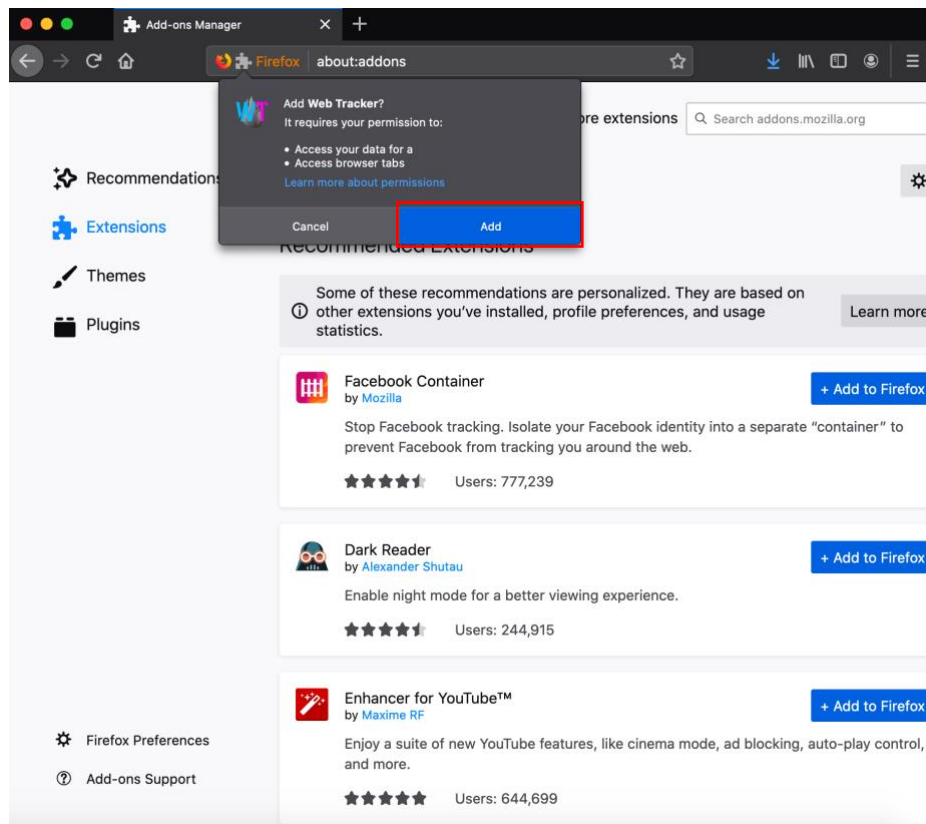 Add-ons Manager
Firefox about:addons
Add Web Tracker?
It requires your permission to:
• Access your data for a
• Access browser tabs
Learn more about permissions
Cancel
Add
ore extensions
Search addons.mozilla.org
Recommendations
Extensions
Themes
Plugins
Recommended Extensions
Some of these recommendations are personalized. They are based on
other extensions you've installed, profile preferences, and usage
statistics.
Learn more
Facebook Container
by Mozilla
+ Add to Firefox
Stop Facebook tracking. Isolate your Facebook identity into a separate “container” to
prevent Facebook from tracking you around the web.
Users: 777,239
Dark Reader
by Alexander Shutau
+ Add to Firefox
Enable night mode for a better viewing experience.
Users: 244,915
Enhancer for YouTube™
by Maxime RF
+ Add to Firefox
Enjoy a suite of new YouTube features, like cinema mode, ad blocking, auto-play control,
and more.
Users: 644,699
Firefox Preferences
Add-ons Support